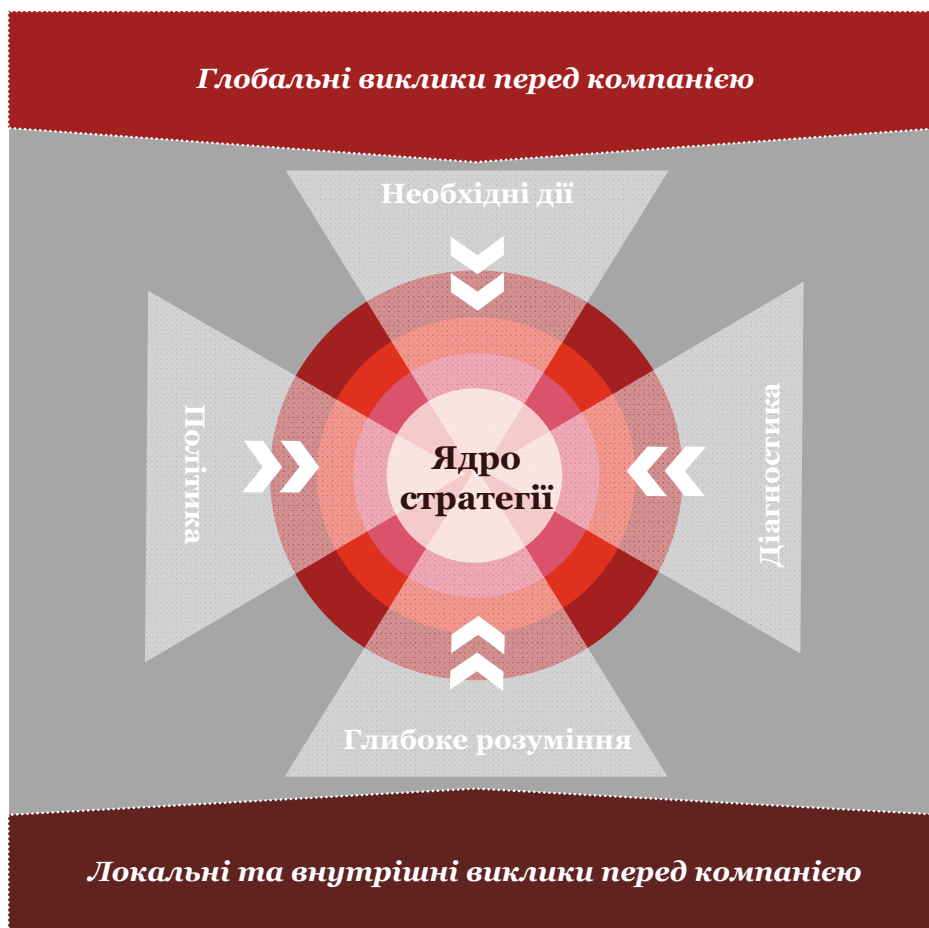 Глобальні виклики перед компанією
Необхідні дії
Політика
Діагностика
Ядро
стратегії
Глибоке розуміння
Локальні та внутрішні виклики перед компанією